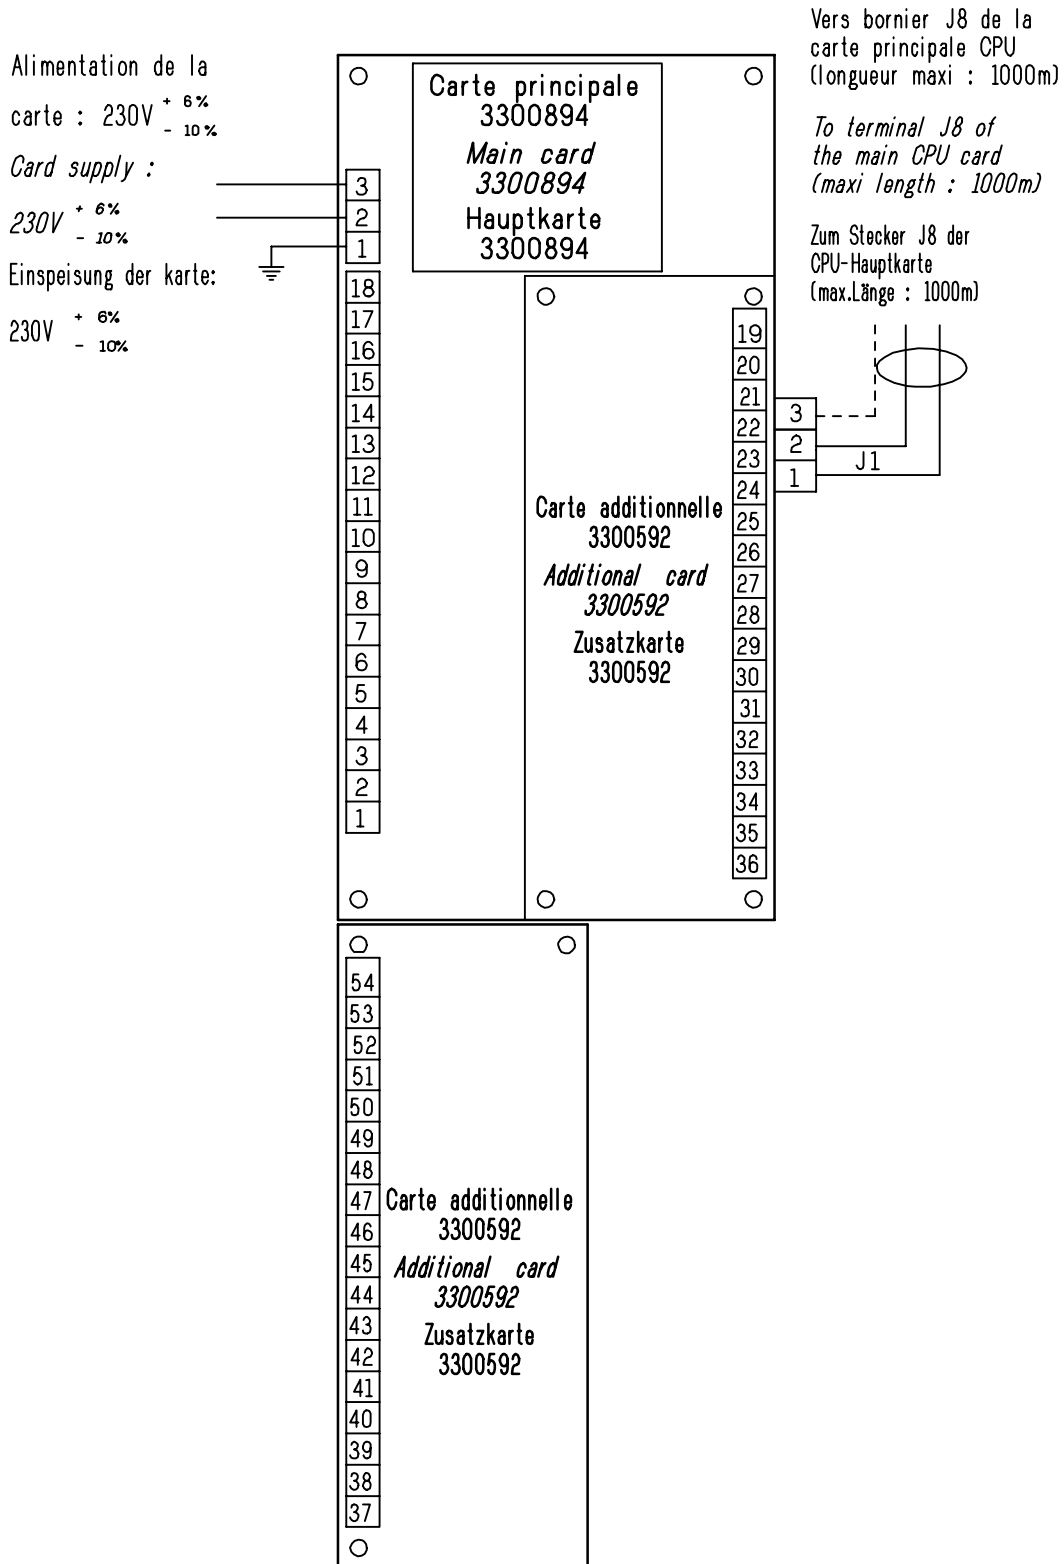 Alimentation de la
carte : 230V + 6%
- 10%
Card supply :
230V + 6%
- 10%
Einspeisung der karte:
230V + 6%
- 10%
Carte principale
3300894
Main card
3300894
Hauptkarte
3300894
Vers bornier J8 de la
carte principale CPU
(longueur maxi : 1000m)
To terminal J8 of
the main CPU card
(maxi length : 1000m)
Zum Stecker J8 der
CPU-Hauptkarte
(max.Länge : 1000m)
3
2
1
18
17
16
15
14
13
12
11
10
9
8
7
6
5
4
3
2
1
Carte additionnelle
3300592
Additional card
3300592
Zusatzkarte
3300592
19
20
21
22
23
24
25
26
27
28
29
30
31
32
33
34
35
36
3
2
1
J1
54
53
52
51
50
49
48
47
46
45
44
43
42
41
40
39
38
37
Carte additionnelle
3300592
Additional card
3300592
Zusatzkarte
3300592